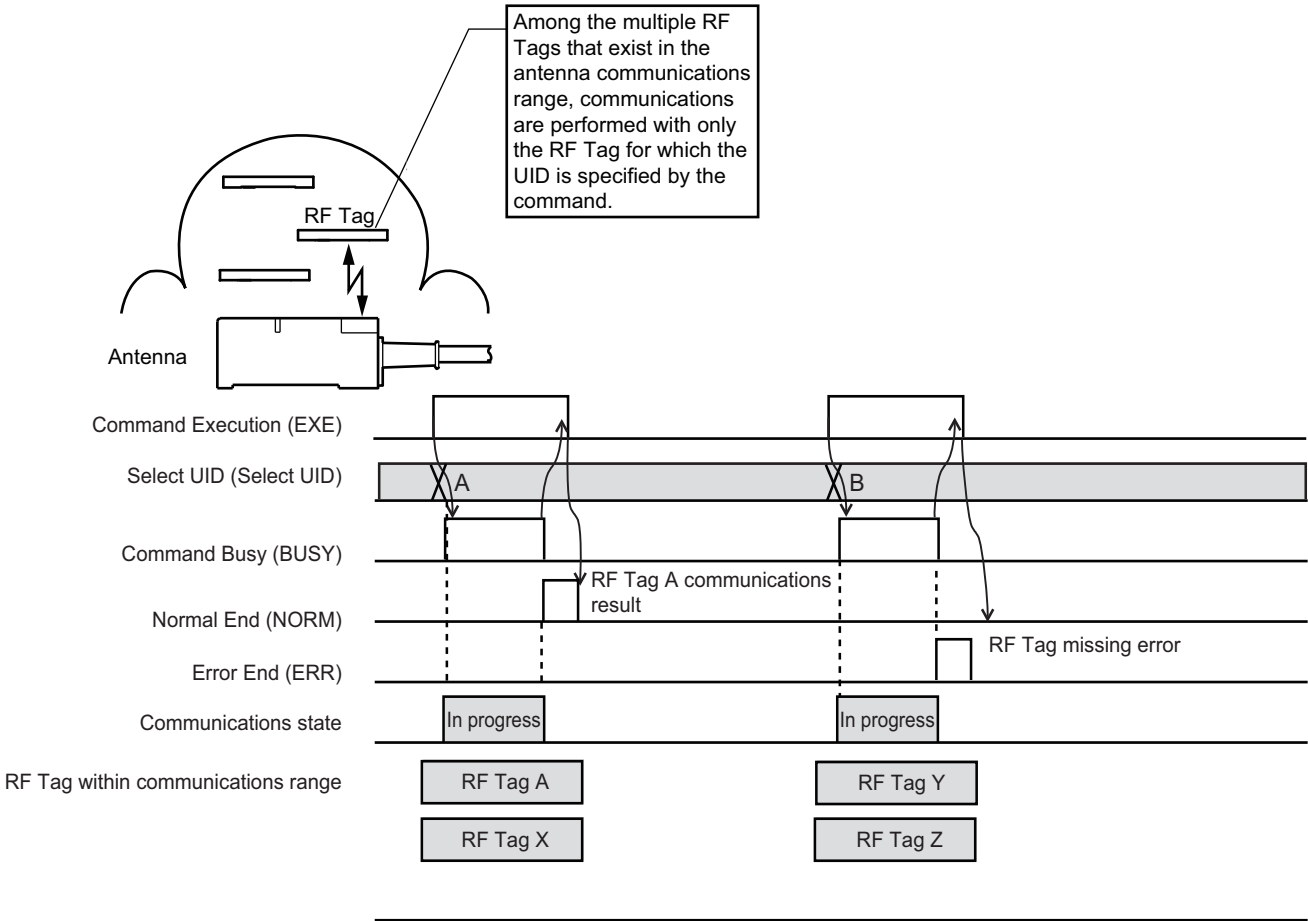 Among the multiple RF
Tags that exist in the
antenna communications
range, communications
are performed with only
the RF Tag for which the
UID is specified by the
command.
RF Tag
Antenna
Command Execution (EXE)
Select UID (Select UID)
A
B
Command Busy (BUSY)
RF Tag A communications
result
Normal End (NORM)
RF Tag missing error
Error End (ERR)
Communications state
In progress
In progress
RF Tag within communications range
RF Tag A
RF Tag Y
RF Tag X
RF Tag Z